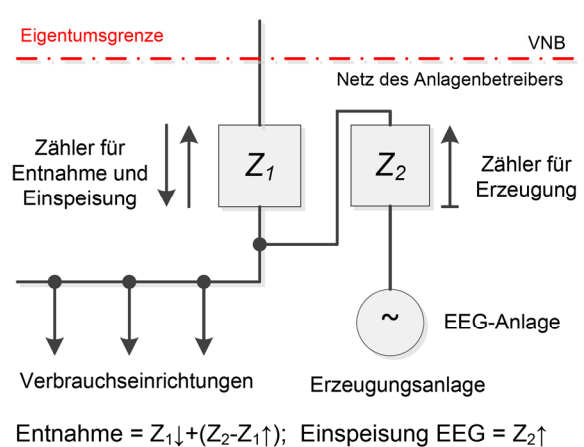 Eigentumsgrenze
VNB
Netz des Anlagenbetreibers
Zähler für
Entnahme und
Einspeisung
Z1
Z2
Zähler für
Erzeugung
~
EEG-Anlage
Verbrauchseinrichtungen
Erzeugungsanlage
Entnahme = Z1↓+(Z2-Z1↑); Einspeisung EEG = Z2↑